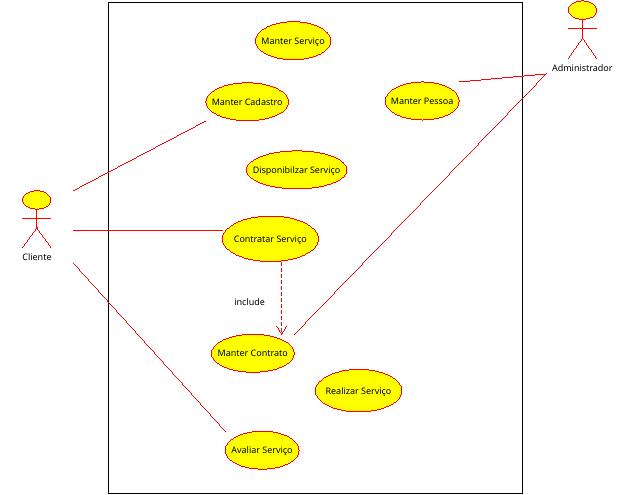 Manter Serviço
Administrador
Manter Cadastro
Manter Pessoa
Disponibilzar Serviço
Contratar Serviço
Cliente
include
Manter Contrato
Realizar Serviço
Avaliar Serviço